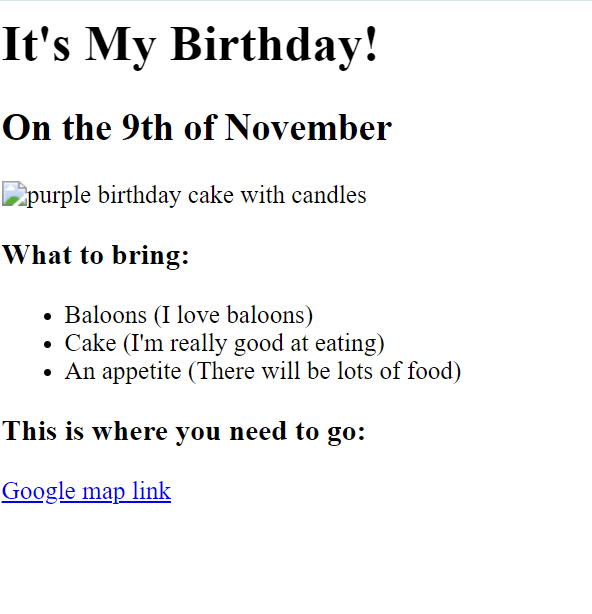 It's My Birthday!
On the 9th of November
purple birthday cake with candles
What to bring:
Baloons (I love baloons)
Cake (I'm really good at eating)
An appetite (There will be lots of food)
This is where you need to go:
Google map link